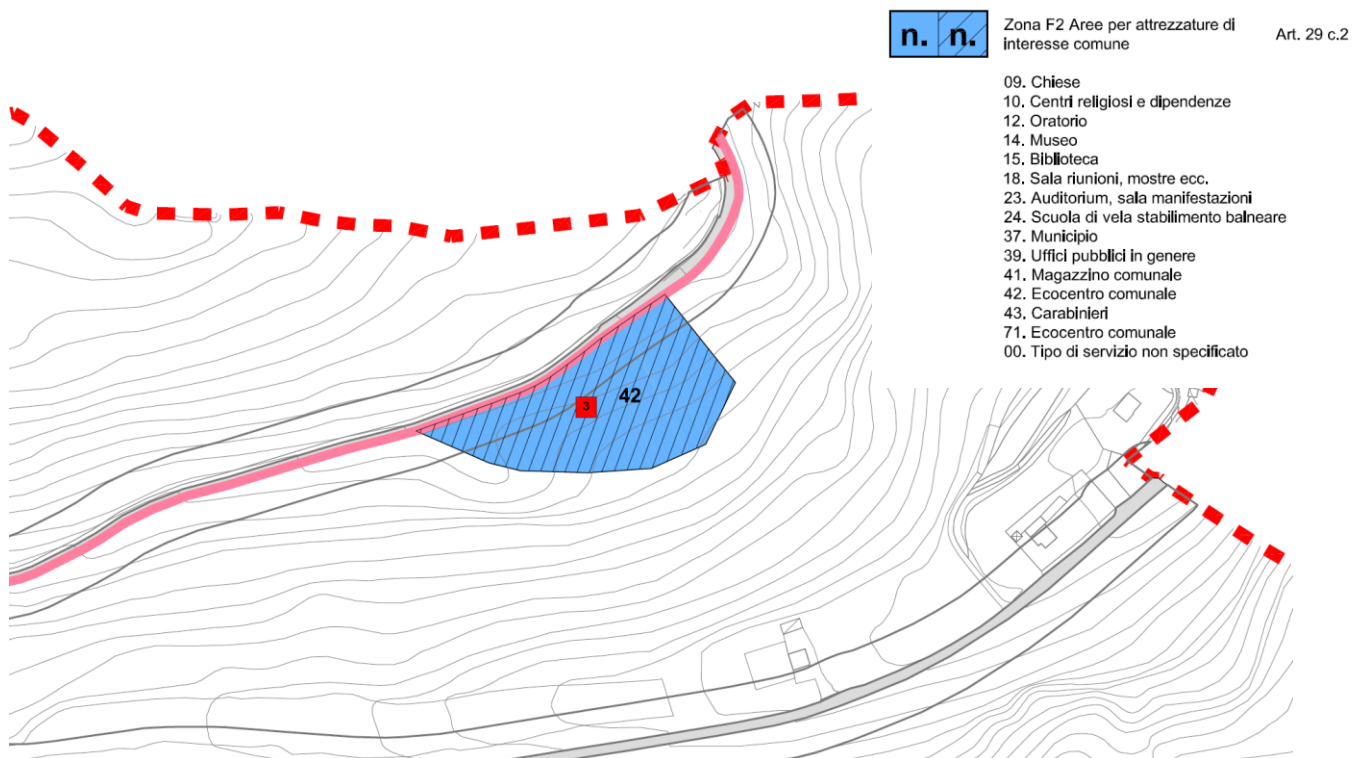 n. n. Zona F2 Aree per attrezzature di
interesse comune
Art. 29 c.2
09. Chiese
10. Centri religiosi e dipendenze
12. Oratorio
14. Museo
15. Biblioteca
18. Sala riunioni, mostre ecc.
23. Auditorium, sala manifestazioni
24. Scuola di vela stabilimento balneare
37. Municipio
39. Uffici pubblici in genere
41. Magazzino comunale
42. Ecocentro comunale
43. Carabinieri
71. Ecocentro comunale
00. Tipo di servizio non specificato
42
3